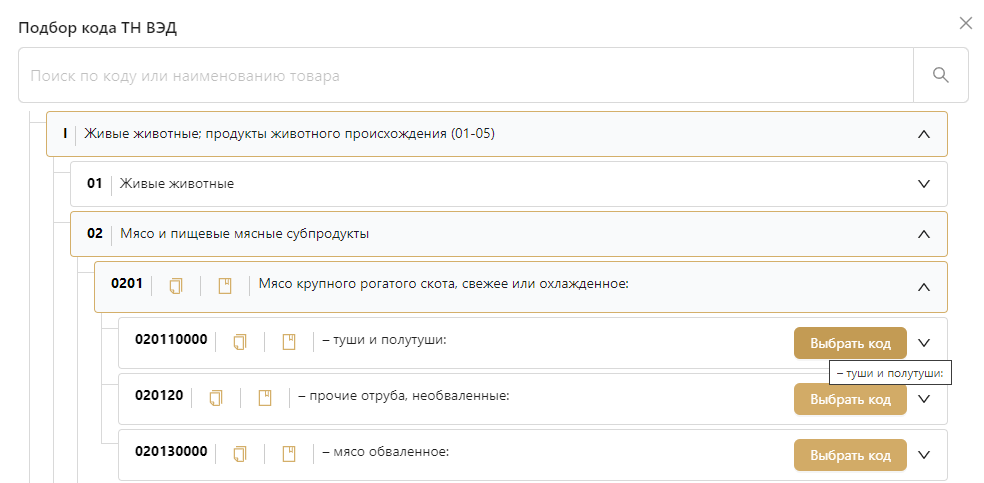 Подбор кода ТН ВЭД
Поиск по коду или наименованию товара
I Живые животные; продукты животного происхождения (01-05)
01 Живые животные
02 Мясо и пищевые мясные субпродукты
0201 Мясо крупного рогатого скота, свежее или охлажденное:
020110000 – туши и полутуши: Выбрать код
– туши и полутуши:
020120 – прочие отруба, необваленные: Выбрать код
020130000 – мясо обваленное: Выбрать код